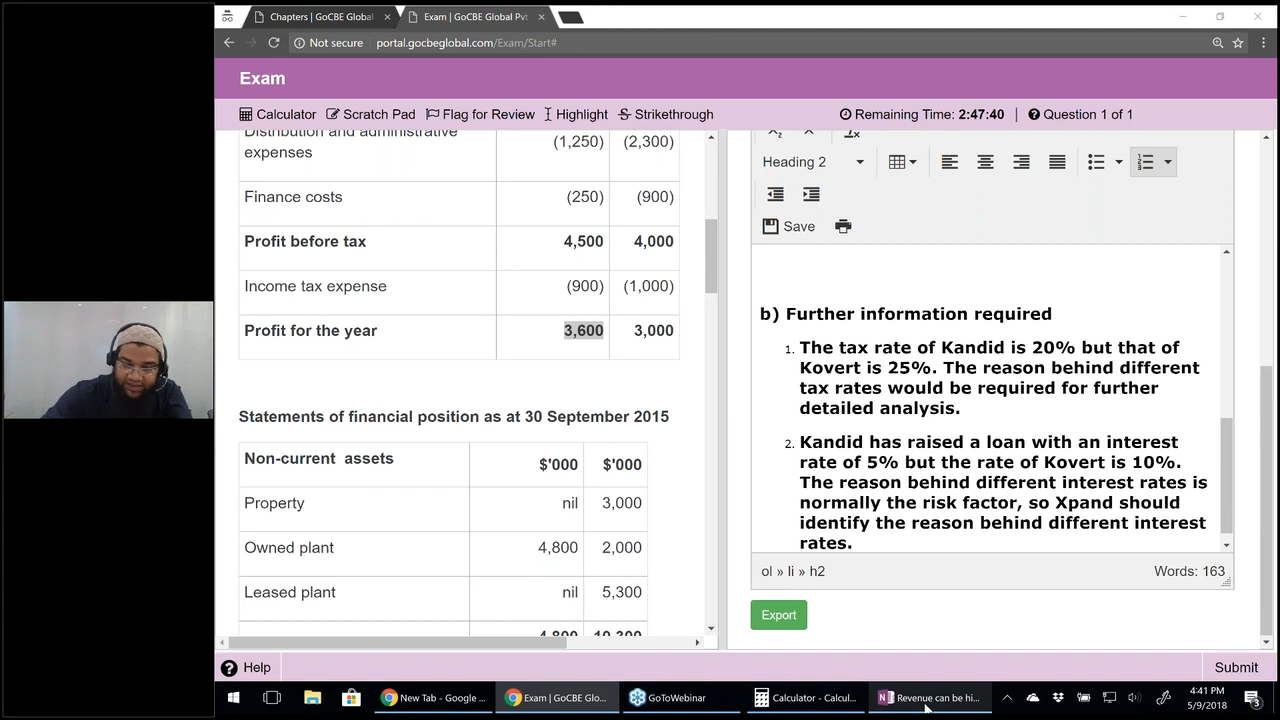 Chapters | GoCBE Global
Exam | GoCBE Global Pvt
Not secure portal.gocbeglobal.com/Exam/Start#
Exam
Calculator Scratch Pad Flag for Review Highlight Strikethrough Remaining Time: 2:47:40 Question 1 of 1
Distribution and administrative
expenses (1,250) (2,300)
Finance costs (250) (900)
Profit before tax 4,500 4,000
Income tax expense (900) (1,000)
Profit for the year 3,600 3,000
Statements of financial position as at 30 September 2015
Non-current assets $'000 $'000
Property nil 3,000
Owned plant 4,800 2,000
Leased plant nil 5,300
4,800 10,300
Heading 2
Save
b) Further information required
1. The tax rate of Kandid is 20% but that of
Kovert is 25%. The reason behind different
tax rates would be required for further
detailed analysis.
2. Kandid has raised a loan with an interest
rate of 5% but the rate of Kovert is 10%.
The reason behind different interest rates is
normally the risk factor, so Xpand should
identify the reason behind different interest
rates.
ol » li » h2 Words: 163
Export
Help Submit
New Tab - Google ... Exam | GoCBE Glo... GoToWebinar Calculator - Calcul... Revenue can be hi...
4:41 PM
5/9/2018
3